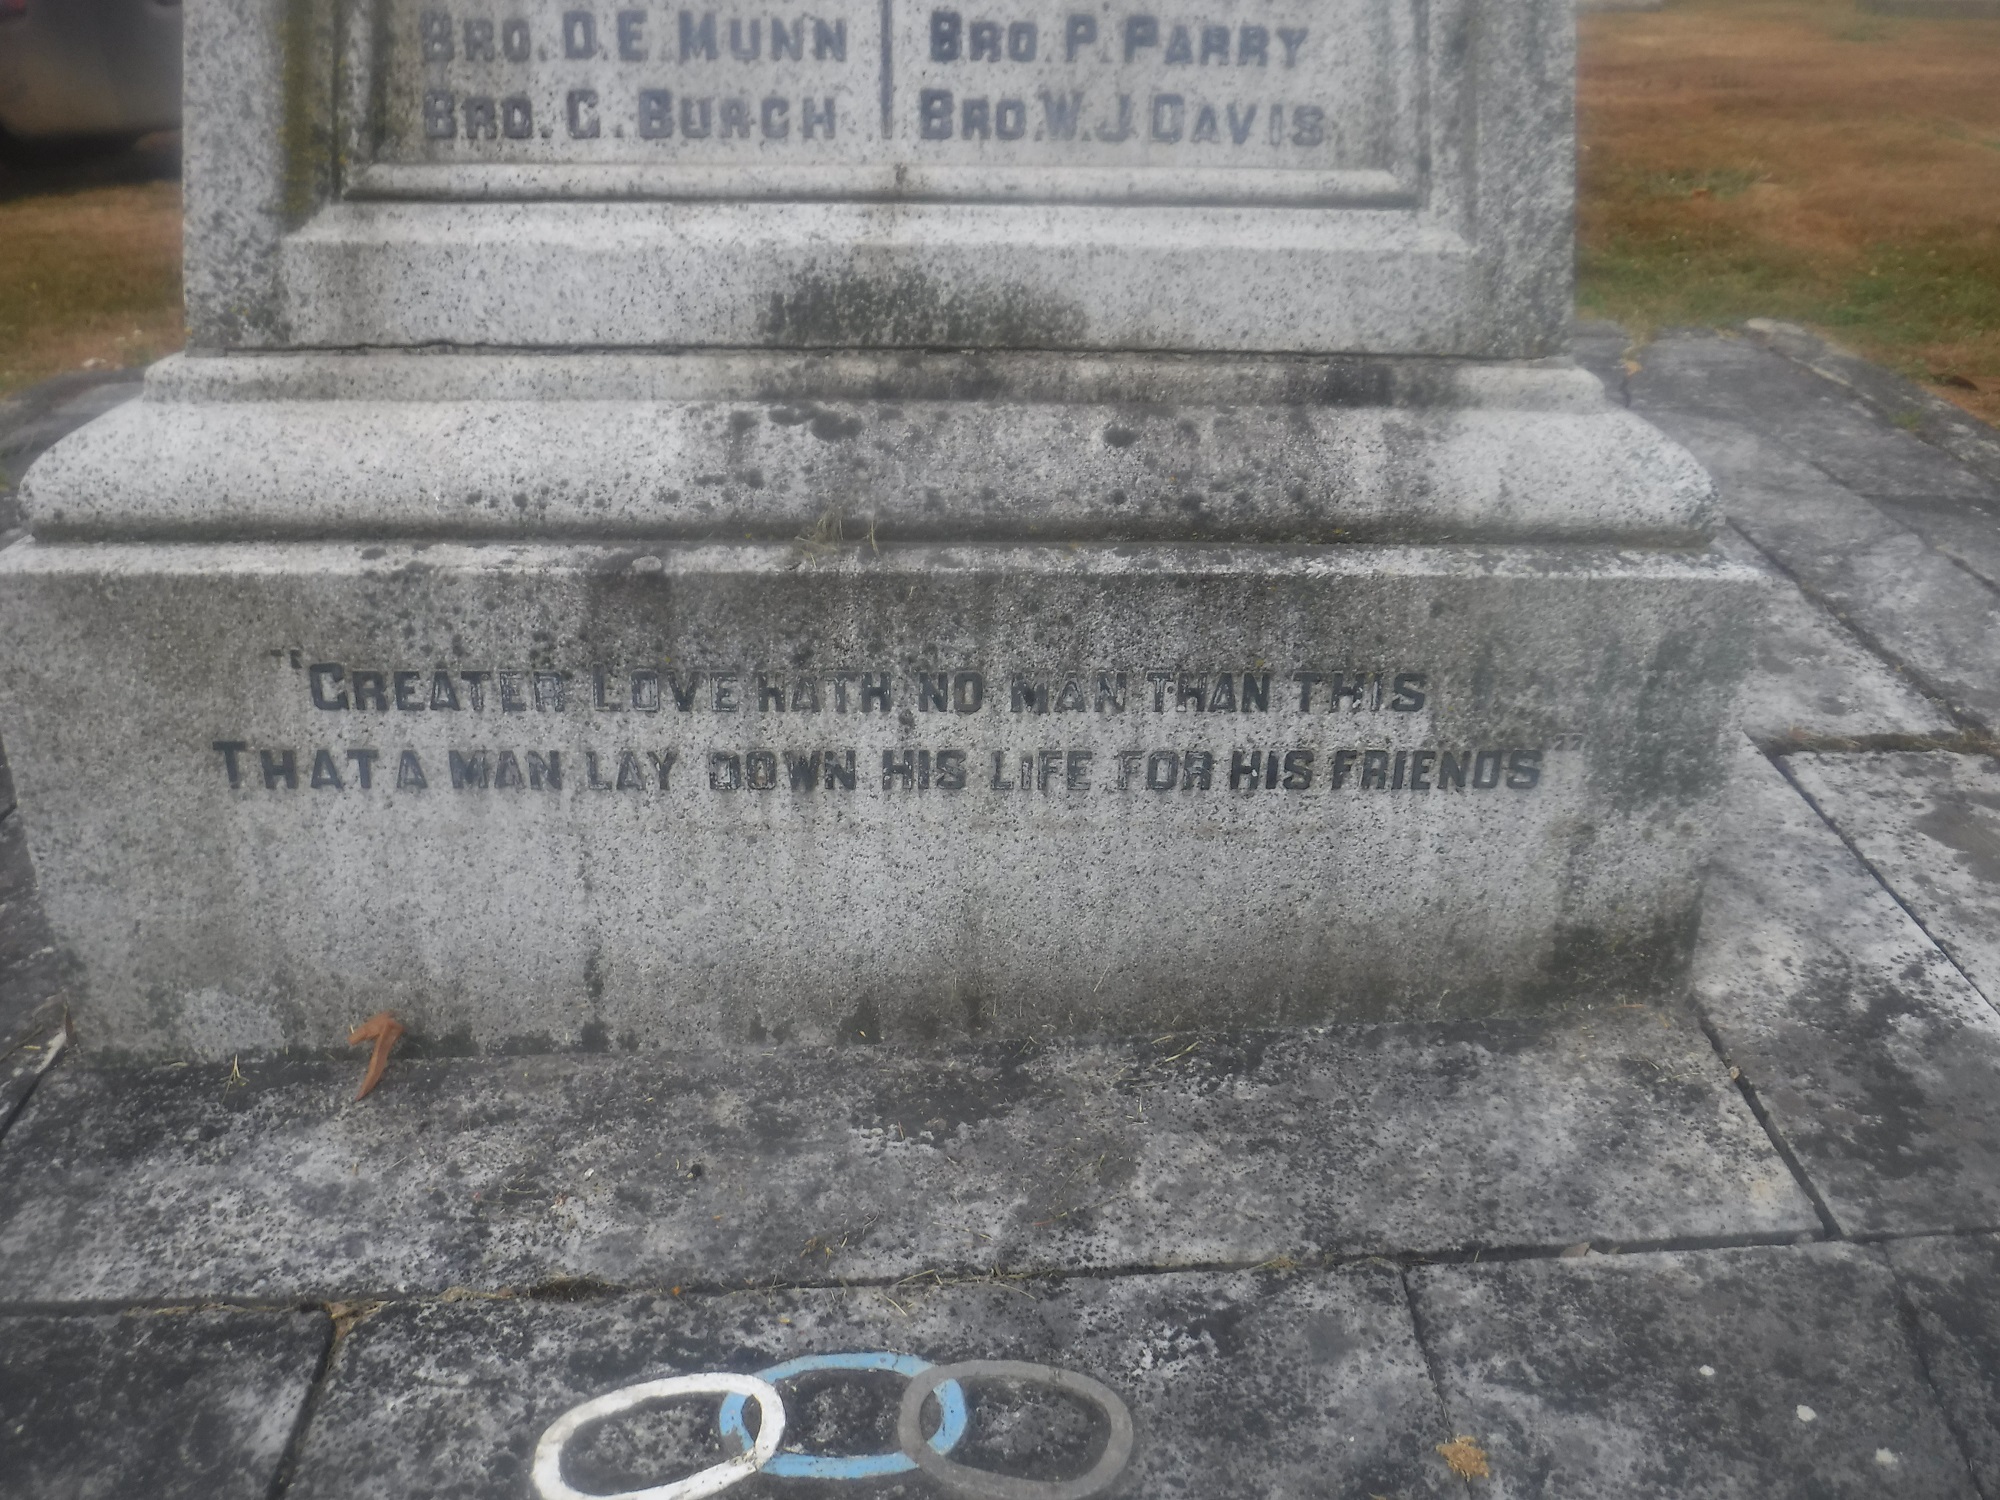 BRO. D. E. MUNN
BRO. G. BURCH
BRO. P. PARRY
BRO. W. J. DAVIS
"GREATER LOVE HATH NO MAN THAN THIS
THAT A MAN LAY DOWN HIS LIFE FOR HIS FRIENDS"